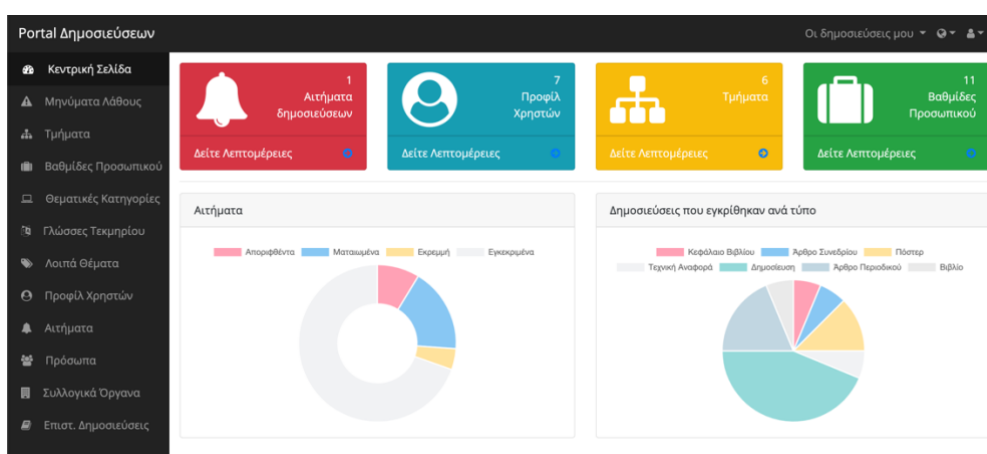 Portal Δημοσιεύσεων
Οι δημοσιεύσεις μου
Κεντρική Σελίδα
Μηνύματα Λάθους
Τμήματα
Βαθμίδες Προσωπικού
Θεματικές Κατηγορίες
Γλώσσες Τεκμηρίου
Λοιπά Θέματα
Προφίλ Χρηστών
Αιτήματα
Πρόσωπα
Συλλογικά Όργανα
Επιστ. Δημοσιεύσεις
1
Αιτήματα
δημοσιεύσεων
Δείτε Λεπτομέρειες
7
Προφίλ
Χρηστών
Δείτε Λεπτομέρειες
6
Τμήματα
Δείτε Λεπτομέρειες
11
Βαθμίδες
Προσωπικού
Δείτε Λεπτομέρειες
Αιτήματα
Απορριφθέντα Ματαιωμένα Εκρεμμή Εγκεκριμένα
Δημοσιεύσεις που εγκρίθηκαν ανά τύπο
Κεφάλαιο Βιβλίου Άρθρο Συνεδρίου Πόστερ
Τεχνική Αναφορά Δημοσίευση Άρθρο Περιοδικού Βιβλίο